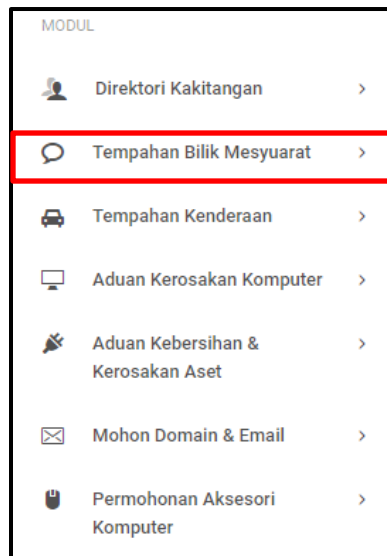 MODUL
Direktori Kakitangan
Tempahan Bilik Mesyuarat
Tempahan Kenderaan
Aduan Kerosakan Komputer
Aduan Kebersihan &
Kerosakan Aset
Mohon Domain & Email
Permohonan Aksesori
Komputer